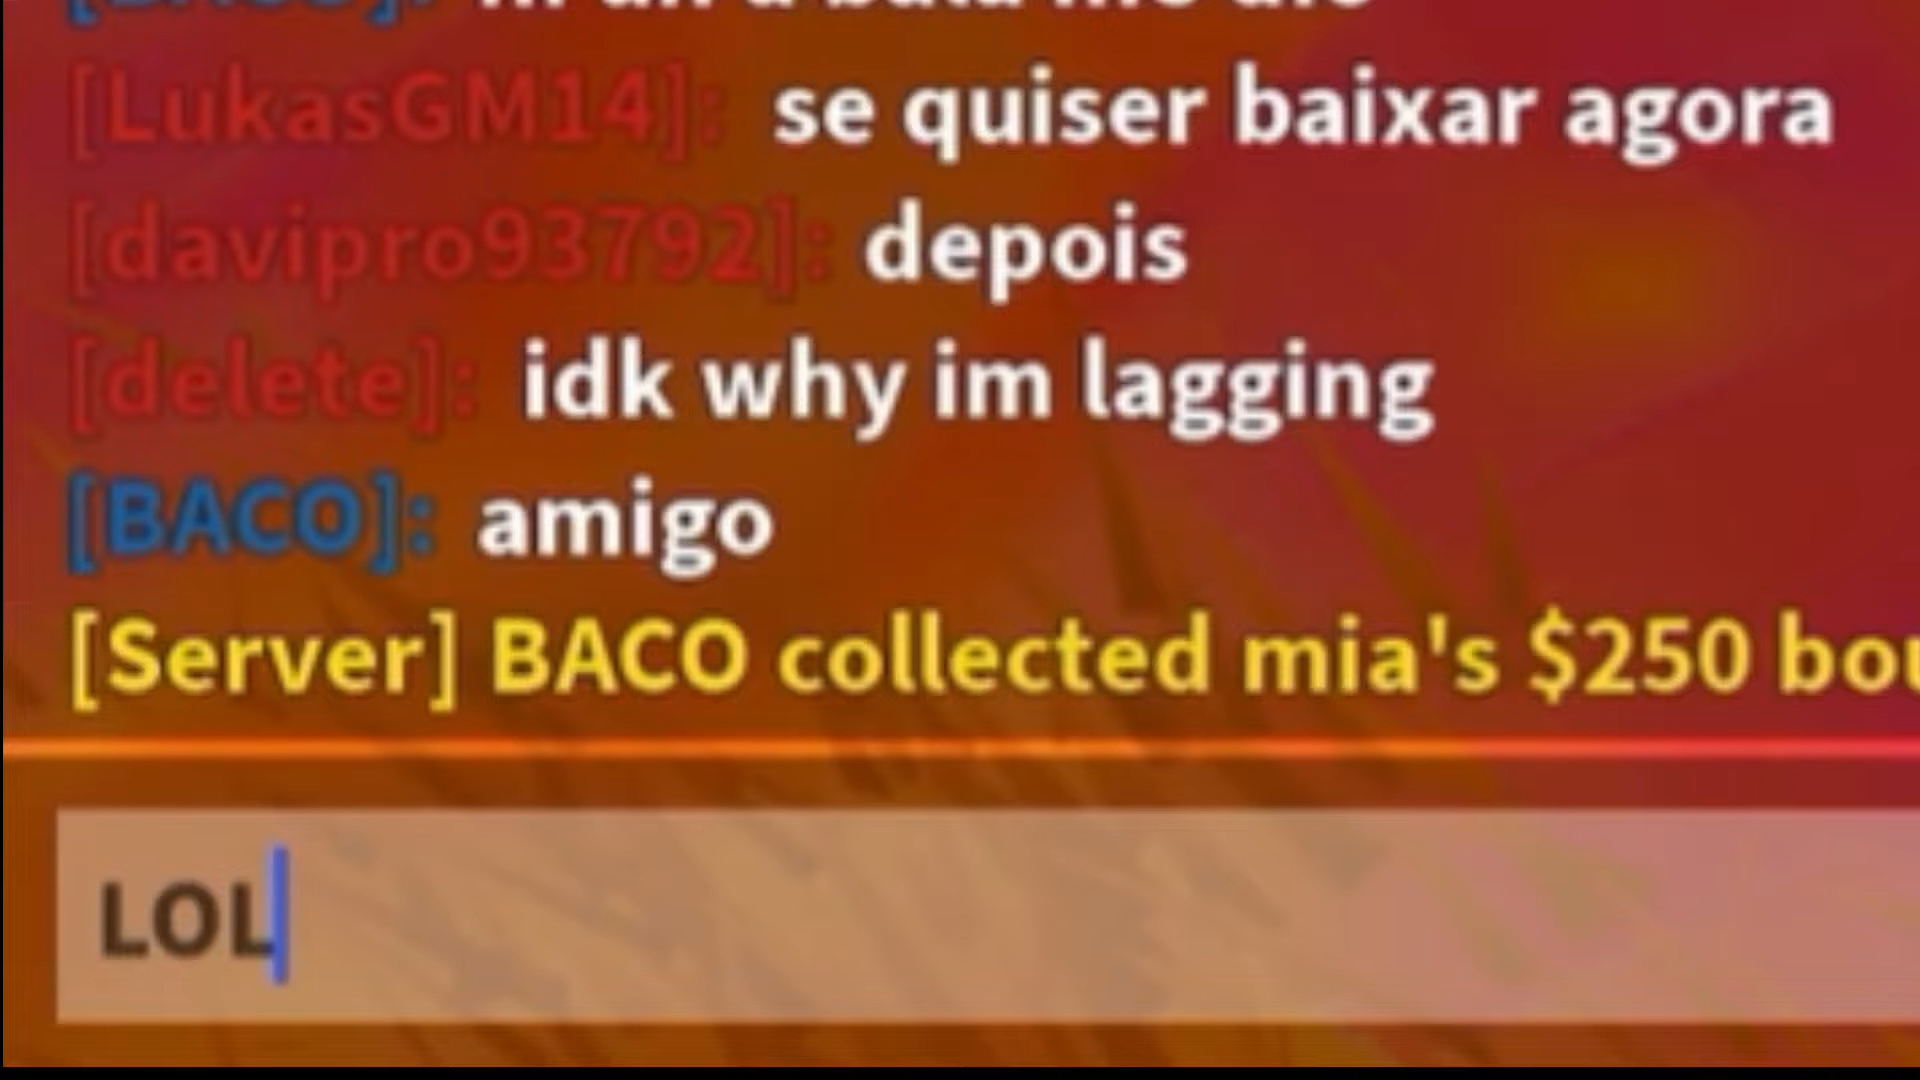 [LukasGM14]: se quiser baixar agora
[davipro93792]: depois
[delete]: idk why im lagging
[BACO]: amigo
[Server] BACO collected mia's $250
LOL